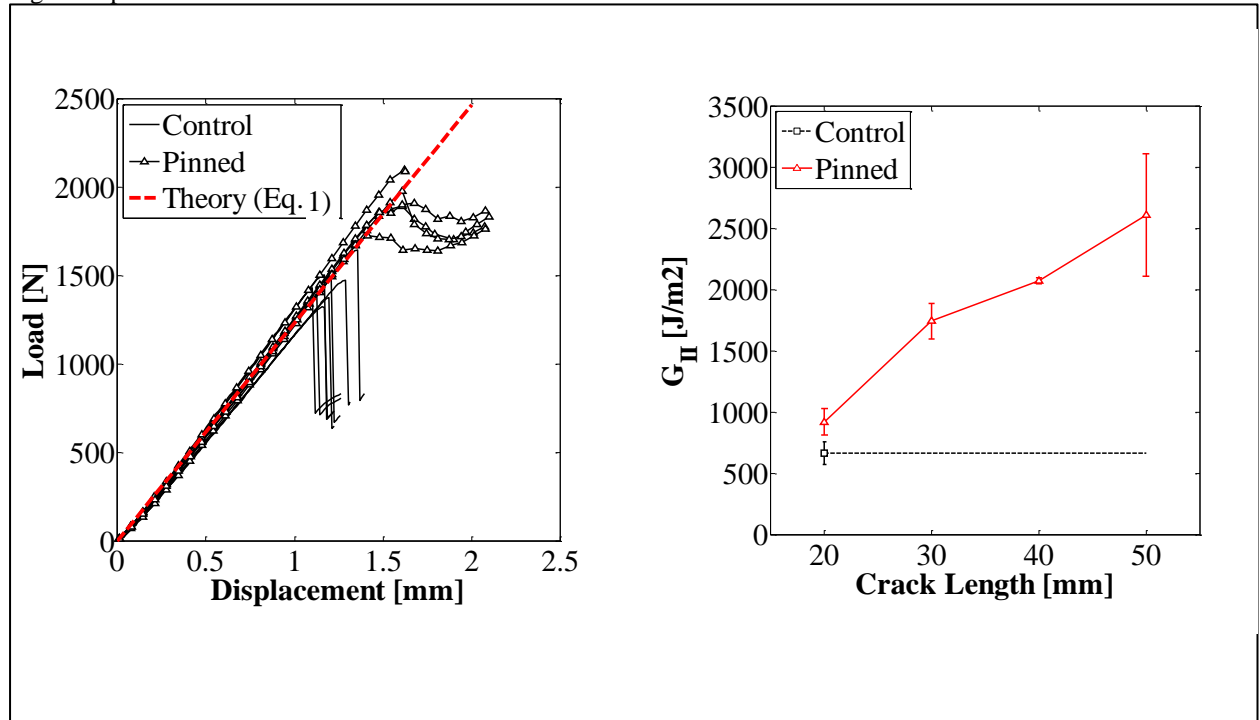 2500
2000
1500
1000
500
0
0
0.5
1
1.5
2
2.5
Load [N]
Displacement [mm]
Control
Pinned
Theory (Eq. 1)
3500
3000
2500
2000
1500
1000
500
0
20
30
40
50
G_II [J/m2]
Crack Length [mm]
Control
Pinned